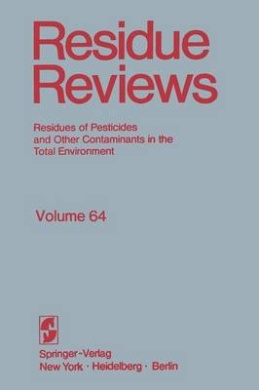 Residue
Reviews
Residues of Pesticides
and Other Contaminants in the
Total Environment
Volume 64
Springer-Verlag
New York · Heidelberg · Berlin